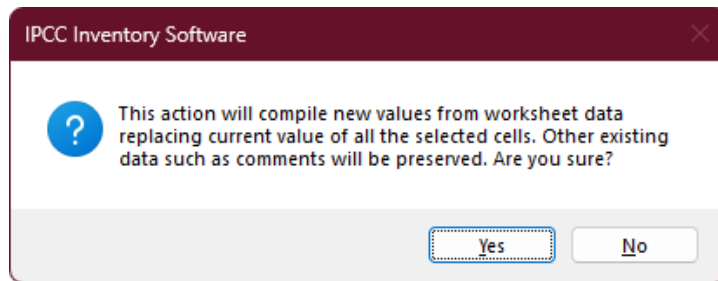 IPCC Inventory Software
This action will compile new values from worksheet data
replacing current value of all the selected cells. Other existing
data such as comments will be preserved. Are you sure?
Yes
No